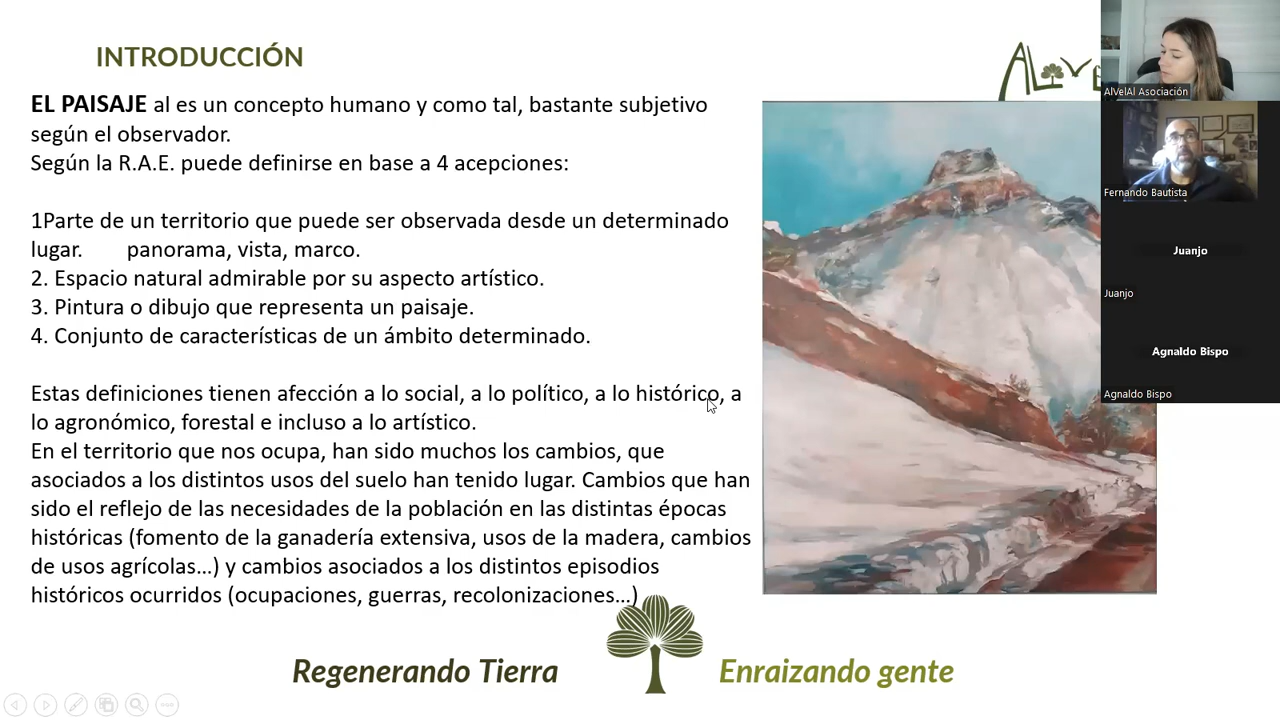 INTRODUCCIÓN
EL PAISAJE al es un concepto humano y como tal, bastante subjetivo
según el observador.
Según la R.A.E. puede definirse en base a 4 acepciones:
1Parte de un territorio que puede ser observada desde un determinado
lugar. panorama, vista, marco.
2. Espacio natural admirable por su aspecto artístico.
3. Pintura o dibujo que representa un paisaje.
4. Conjunto de características de un ámbito determinado.
Estas definiciones tienen afección a lo social, a lo político, a lo histórico, a
lo agronómico, forestal e incluso a lo artístico.
En el territorio que nos ocupa, han sido muchos los cambios, que
asociados a los distintos usos del suelo han tenido lugar. Cambios que han
sido el reflejo de las necesidades de la población en las distintas épocas
históricas (fomento de la ganadería extensiva, usos de la madera, cambios
de usos agrícolas...) y cambios asociados a los distintos episodios
históricos ocurridos (ocupaciones, guerras, recolonizaciones...)
Regenerando Tierra
Enraizando gente
ALVE
AlVelAl Asociación
Fernando Bautista
Juanjo
Juanjo
Agnaldo Bispo
Agnaldo Bispo